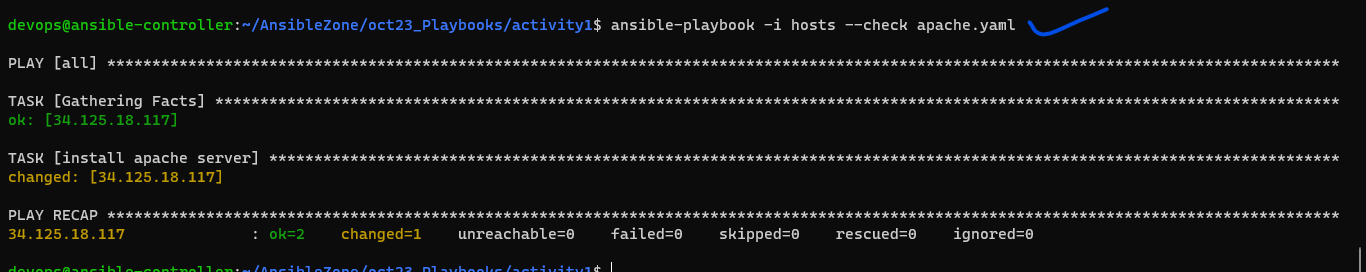 devops@ansible-controller:~/AnsibleZone/oct23_Playbooks/activity1$ ansible-playbook -i hosts --check apache.yaml
PLAY [all] *****************************************************************************************************************************************
TASK [Gathering Facts] *****************************************************************************************************************************
ok: [34.125.18.117]
TASK [install apache server] ***********************************************************************************************************************
changed: [34.125.18.117]
PLAY RECAP *****************************************************************************************************************************************
34.125.18.117              : ok=2    changed=1    unreachable=0    failed=0    skipped=0    rescued=0    ignored=0
devops@ansible-controller:~/AnsibleZone/oct23_Playbooks/activity1$